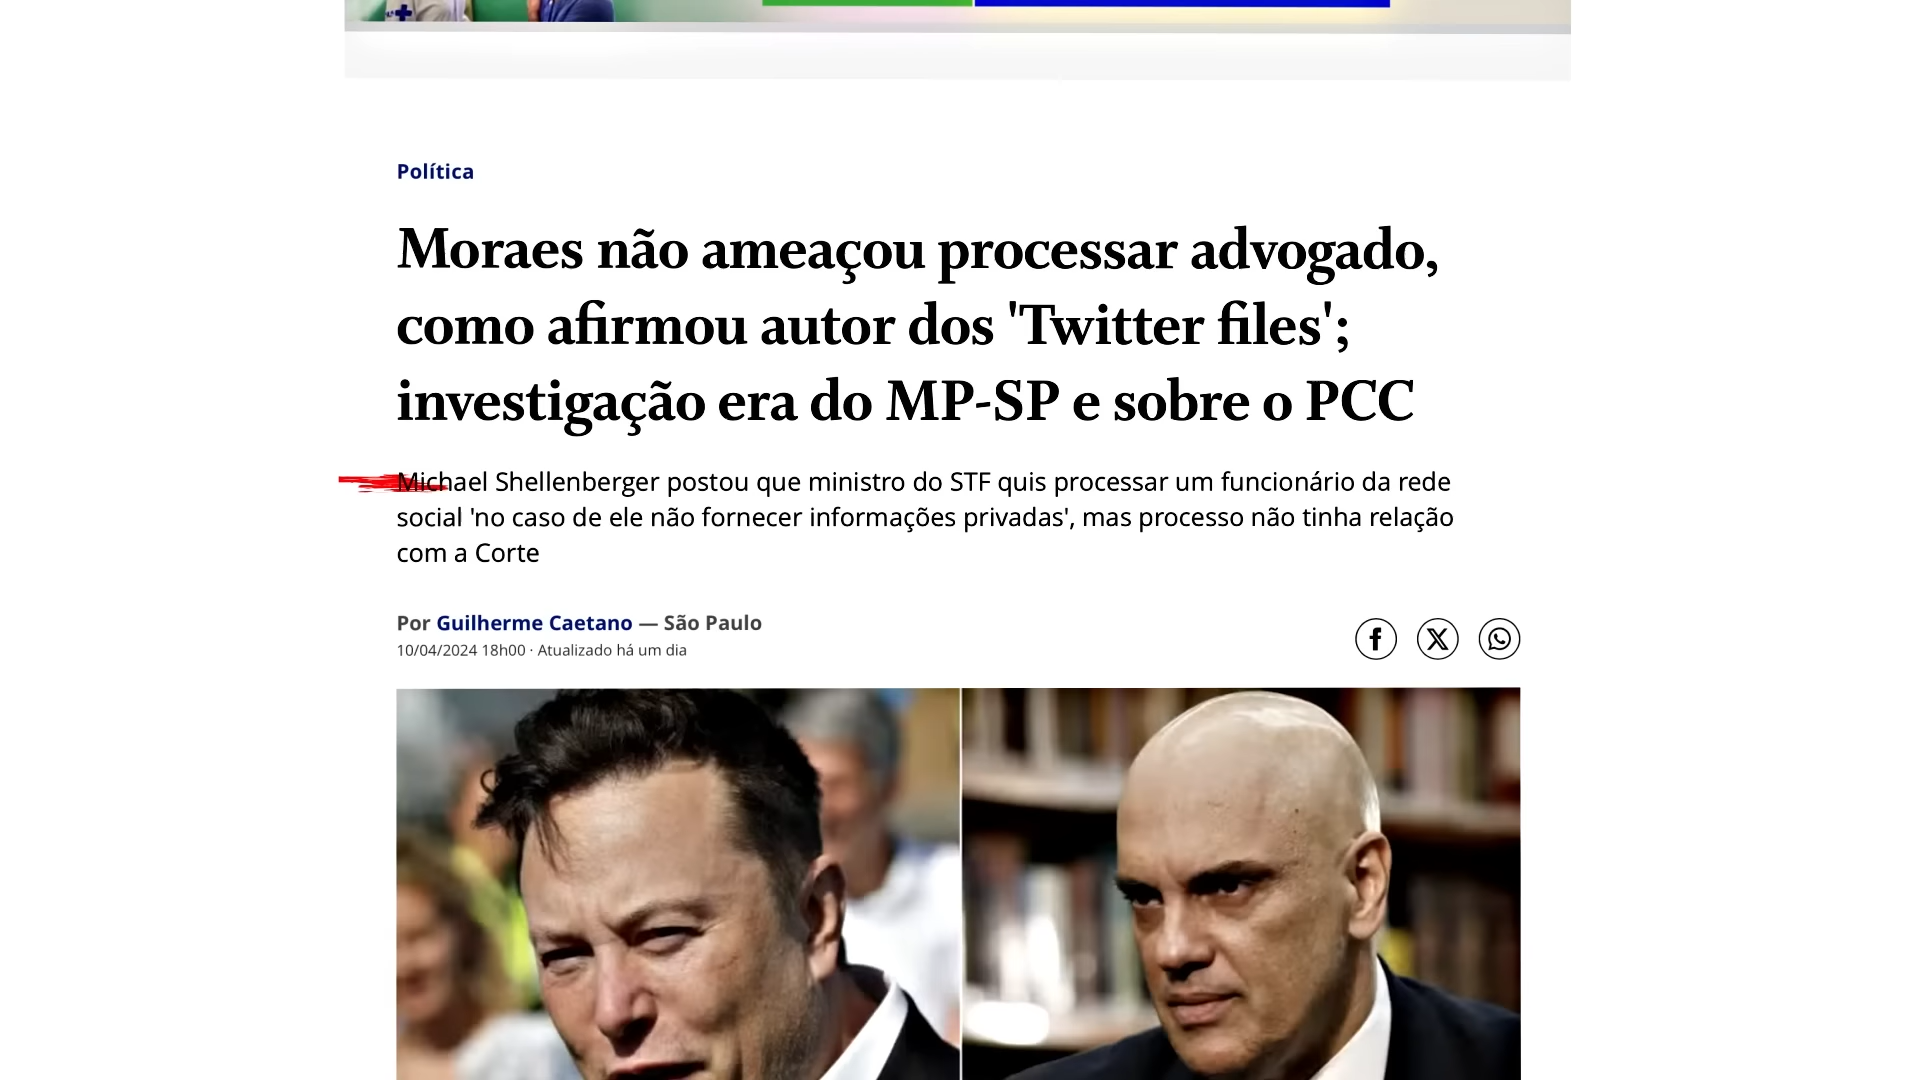 Política
Moraes não ameaçou processar advogado,
como afirmou autor dos 'Twitter files';
investigação era do MP-SP e sobre o PCC
Michael Shellenberger postou que ministro do STF quis processar um funcionário da rede
social 'no caso de ele não fornecer informações privadas', mas processo não tinha relação
com a Corte
Por Guilherme Caetano — São Paulo
10/04/2024 18h00 · Atualizado há um dia